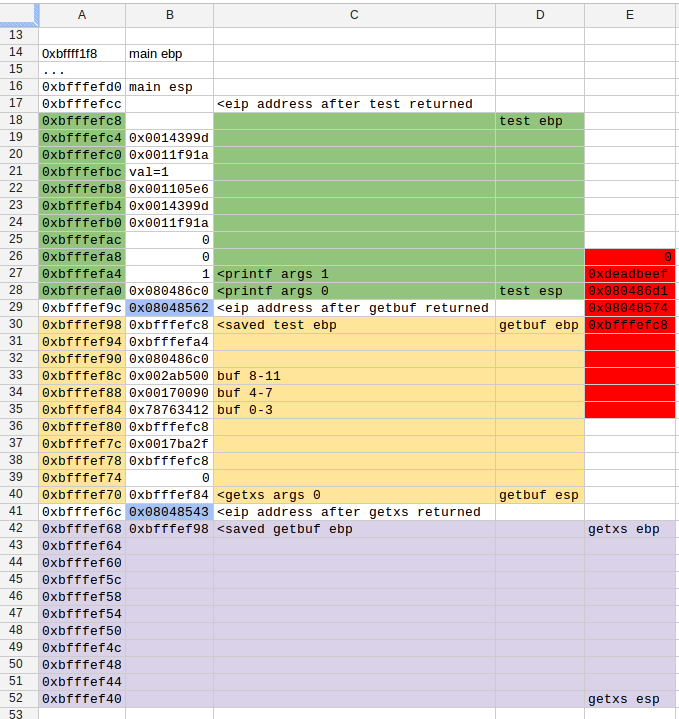 A B C D E
13
14 0xbffff1f8 main ebp
15 ...
16 0xbfffefd0 main esp
17 0xbfffefcc <eip address after test returned
18 0xbfffefc8 test ebp
19 0xbfffefc4 0x0014399d
20 0xbfffefc0 0x0011f91a
21 0xbfffefbc val=1
22 0xbfffefb8 0x001105e6
23 0xbfffefb4 0x0014399d
24 0xbfffefb0 0x0011f91a
25 0xbfffefac 0
26 0xbfffefa8 0 0
27 0xbfffefa4 1 <printf args 1 0xdeadbeef
28 0xbfffefa0 0x080486c0 <printf args 0 test esp 0x080486d1
29 0xbfffef9c 0x08048562 <eip address after getbuf returned 0x08048574
30 0xbfffef98 0xbfffefc8 <saved test ebp getbuf ebp 0xbfffefc8
31 0xbfffef94 0xbfffefa4
32 0xbfffef90 0x080486c0
33 0xbfffef8c 0x002ab500 buf 8-11
34 0xbfffef88 0x00170090 buf 4-7
35 0xbfffef84 0x78763412 buf 0-3
36 0xbfffef80 0xbfffefc8
37 0xbfffef7c 0x0017ba2f
38 0xbfffef78 0xbfffefc8
39 0xbfffef74 0
40 0xbfffef70 0xbfffef84 <getxs args 0 getbuf esp
41 0xbfffef6c 0x08048543 <eip address after getxs returned
42 0xbfffef68 0xbfffef98 <saved getbuf ebp getxs ebp
43 0xbfffef64
44 0xbfffef60
45 0xbfffef5c
46 0xbfffef58
47 0xbfffef54
48 0xbfffef50
49 0xbfffef4c
50 0xbfffef48
51 0xbfffef44
52 0xbfffef40 getxs esp
53